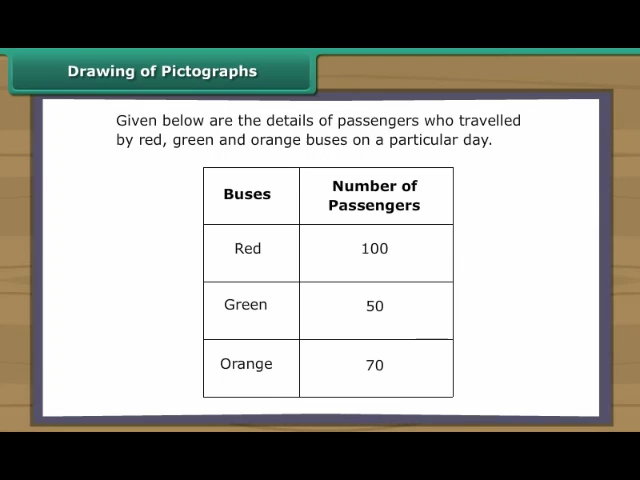 Drawing of Pictographs
Given below are the details of passengers who travelled
by red, green and orange buses on a particular day.
Buses
Number of
Passengers
Red
100
Green
50
Orange
70